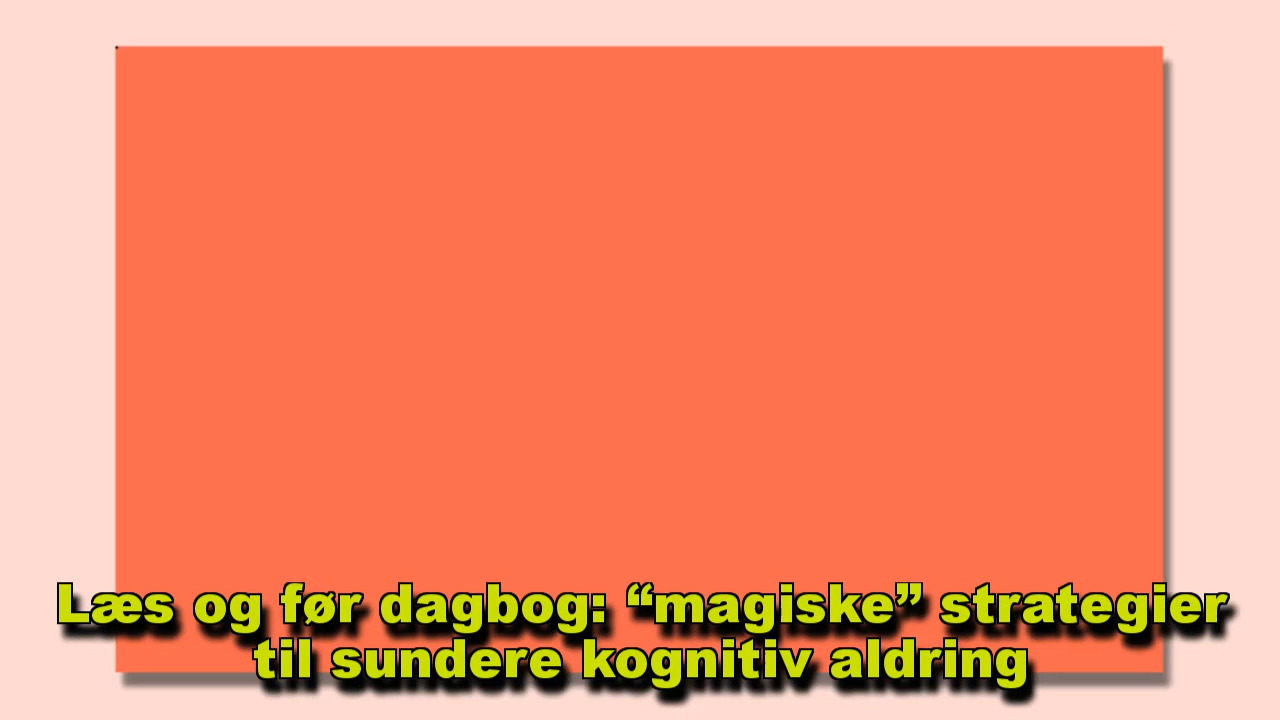 Læs og før dagbog: “magiske” strategier
til sundere kognitiv aldring